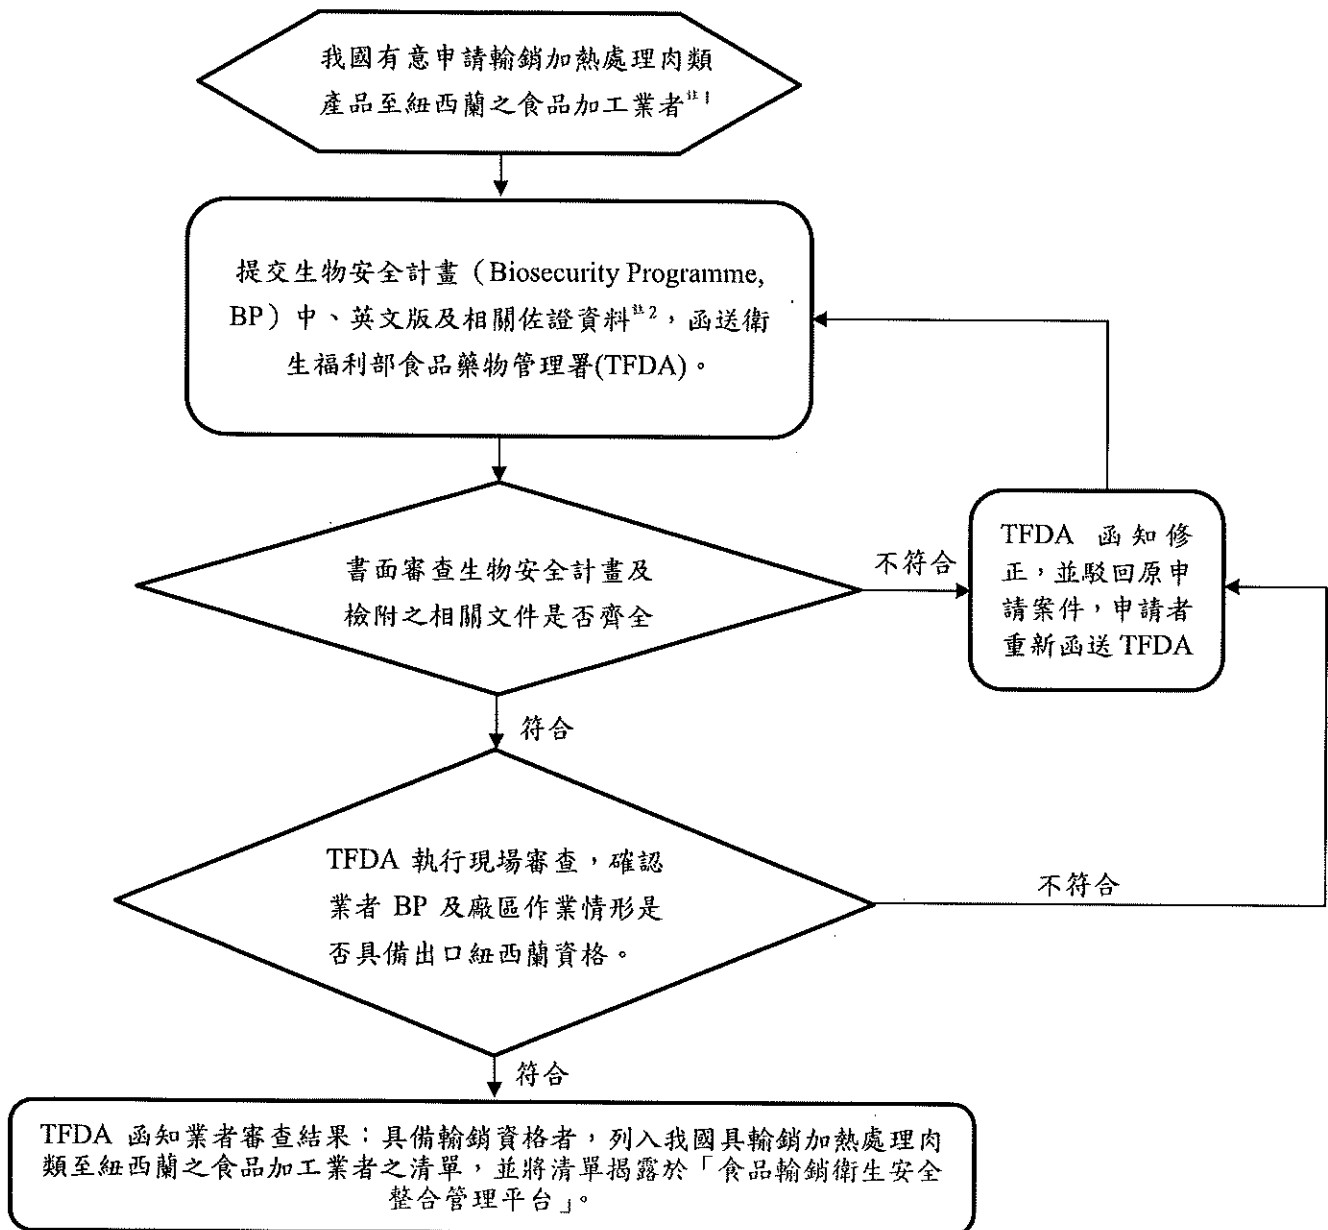 我國有意申請輸銷加熱處理肉類
產品至紐西蘭之食品加工業者註1
提交生物安全計畫（Biosecurity Programme,
BP）中、英文版及相關佐證資料註2，函送衛
生福利部食品藥物管理署(TFDA)。
書面審查生物安全計畫及
檢附之相關文件是否齊全
不符合
TFDA 函知修
正，並駁回原申
請案件，申請者
重新函送 TFDA
符合
TFDA 執行現場審查，確認
業者 BP 及廠區作業情形是
否具備出口紐西蘭資格。
不符合
符合
TFDA 函知業者審查結果：具備輸銷資格者，列入我國具輸銷加熱處理肉
類至紐西蘭之食品加工業者之清單，並將清單揭露於「食品輸銷衛生安全
整合管理平台」。